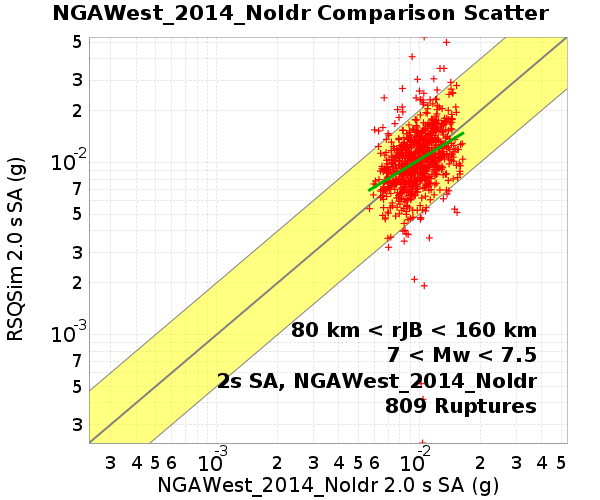 NGAWest_2014_NoIdr Comparison Scatter
RSQSim 2.0 s SA (g)
5
3
2
10-2
7
5
3
2
10-3
7
5
3
80 km < rJB < 160 km
7 < Mw < 7.5
2s SA, NGAWest_2014_NoIdr
809 Ruptures
3 4 5 6 10-3 2 3 4 5 6 10-2 2 3 4 5
NGAWest_2014_NoIdr 2.0 s SA (g)